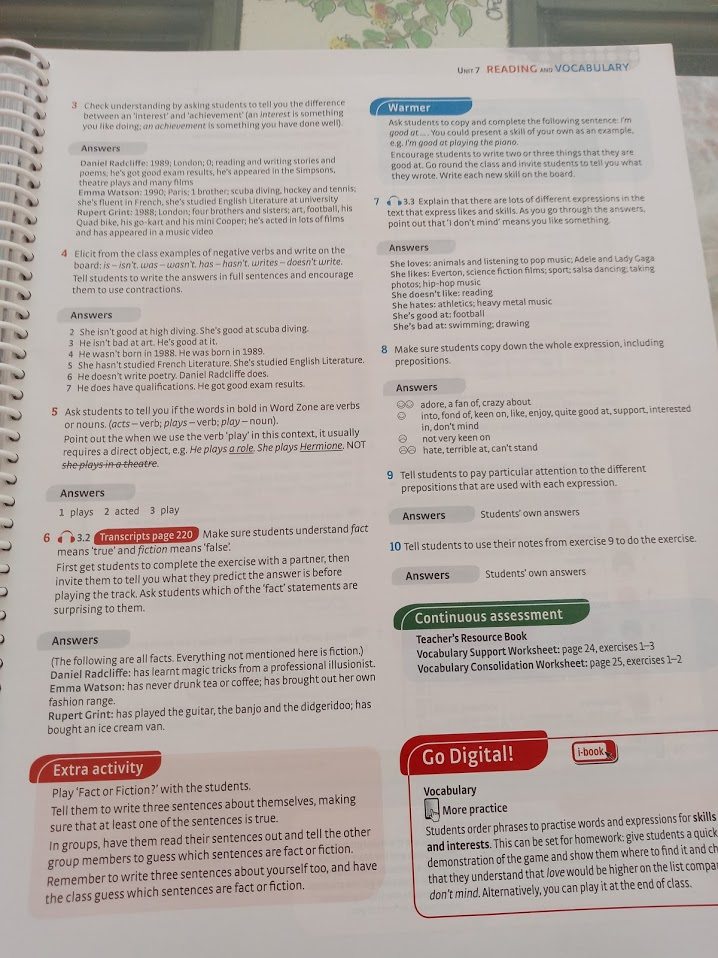 UNIT 7 READING AND VOCABULARY
3 Check understanding by asking students to tell you the difference
between an 'interest' and 'achievement' (an interest is something
you like doing; an achievement is something you have done well).
Answers
Daniel Radcliffe: 1989; London; 0; reading and writing stories and
poems; he's got good exam results, he's appeared in the Simpsons,
theatre plays and many films
Emma Watson: 1990; Paris; 1 brother; scuba diving, hockey and tennis;
she's fluent in French, she's studied English Literature at university
Rupert Grint: 1988; London; four brothers and sisters; art, football, his
Quad bike, his go-kart and his mini Cooper; he's acted in lots of films
and has appeared in a music video
4 Elicit from the class examples of negative verbs and write on the
board: is – isn't. was – wasn't. has – hasn't. writes – doesn't write.
Tell students to write the answers in full sentences and encourage
them to use contractions.
Answers
2 She isn't good at high diving. She's good at scuba diving.
3 He isn't bad at art. He's good at it.
4 He wasn't born in 1988. He was born in 1989.
5 She hasn't studied French Literature. She's studied English Literature.
6 He doesn't write poetry. Daniel Radcliffe does.
7 He does have qualifications. He got good exam results.
5 Ask students to tell you if the words in bold in Word Zone are verbs
or nouns. (acts – verb; plays – verb; play – noun).
Point out the when we use the verb 'play' in this context, it usually
requires a direct object, e.g. He plays a role. She plays Hermione. NOT
she plays in a theatre.
Answers
1 plays 2 acted 3 play
6 3.2 Transcripts page 220 Make sure students understand fact
means 'true' and fiction means 'false'.
First get students to complete the exercise with a partner, then
invite them to tell you what they predict the answer is before
playing the track. Ask students which of the 'fact' statements are
surprising to them.
Answers
(The following are all facts. Everything not mentioned here is fiction.)
Daniel Radcliffe: has learnt magic tricks from a professional illusionist.
Emma Watson: has never drunk tea or coffee; has brought out her own
fashion range.
Rupert Grint: has played the guitar, the banjo and the didgeridoo; has
bought an ice cream van.
Extra activity
Play 'Fact or Fiction?' with the students.
Tell them to write three sentences about themselves, making
sure that at least one of the sentences is true.
In groups, have them read their sentences out and tell the other
group members to guess which sentences are fact or fiction.
Remember to write three sentences about yourself too, and have
the class guess which sentences are fact or fiction.
Warmer
Ask students to copy and complete the following sentence: I'm
good at ... . You could present a skill of your own as an example,
e.g. I'm good at playing the piano.
Encourage students to write two or three things that they are
good at. Go round the class and invite students to tell you what
they wrote. Write each new skill on the board.
7 3.3 Explain that there are lots of different expressions in the
text that express likes and skills. As you go through the answers,
point out that 'I don't mind' means you like something.
Answers
She loves: animals and listening to pop music; Adele and Lady Gaga
She likes: Everton, science fiction films; sport; salsa dancing; taking
photos; hip-hop music
She doesn't like: reading
She hates: athletics; heavy metal music
She's good at: football
She's bad at: swimming; drawing
8 Make sure students copy down the whole expression, including
prepositions.
Answers
adore, a fan of, crazy about
into, fond of, keen on, like, enjoy, quite good at, support, interested
in, don't mind
not very keen on
hate, terrible at, can't stand
9 Tell students to pay particular attention to the different
prepositions that are used with each expression.
Answers Students' own answers
10 Tell students to use their notes from exercise 9 to do the exercise.
Answers Students' own answers
Continuous assessment
Teacher's Resource Book
Vocabulary Support Worksheet: page 24, exercises 1–3
Vocabulary Consolidation Worksheet: page 25, exercises 1–2
Go Digital! i-book
Vocabulary
More practice
Students order phrases to practise words and expressions for skills
and interests. This can be set for homework: give students a quick
demonstration of the game and show them where to find it and ch
that they understand that love would be higher on the list compa
don't mind. Alternatively, you can play it at the end of class.